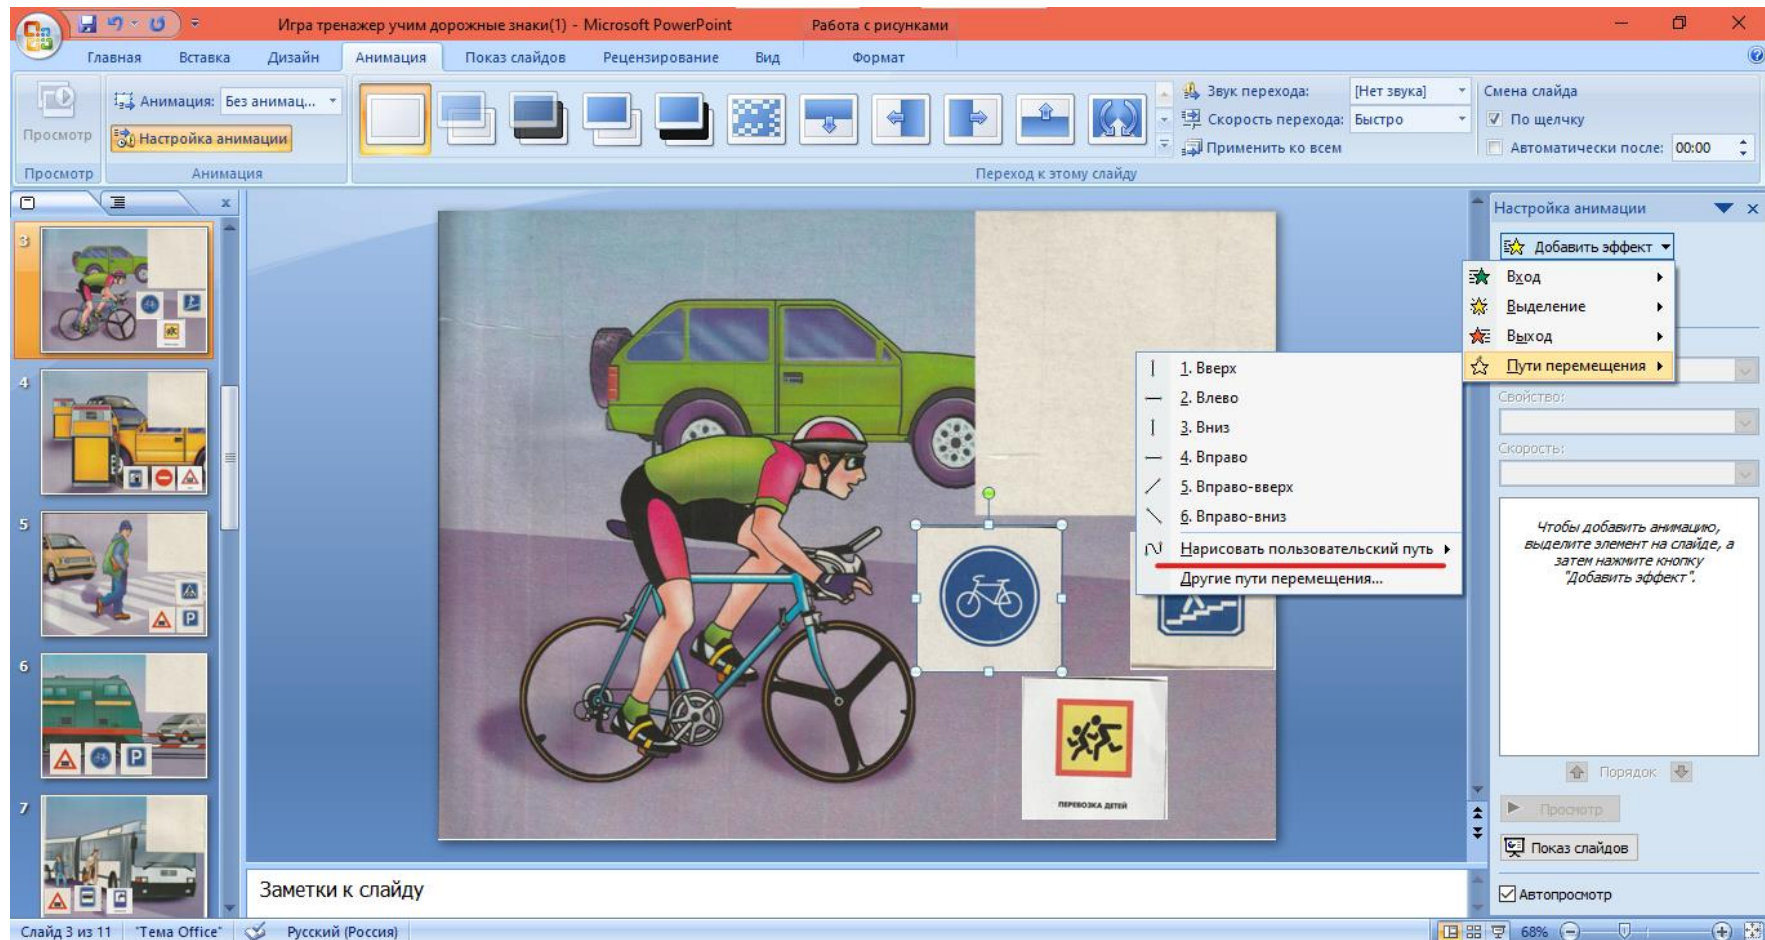 Игра тренажер учим дорожные знаки(1) - Microsoft PowerPoint
Работа с рисунками
Главная Вставка Дизайн Анимация Показ слайдов Рецензирование Вид Формат
Просмотр
Анимация: Без анимац...
Настройка анимации
Звук перехода: [Нет звука]
Скорость перехода: Быстро
Применить ко всем
Смена слайда
По щелчку
Автоматически после: 00:00
Просмотр
Анимация
Переход к этому слайду
3
4
5
6
7
P
P
ПЕРЕВОЗКА ДЕТЕЙ
1. Вверх
2. Влево
3. Вниз
4. Вправо
5. Вправо-вверх
6. Вправо-вниз
Нарисовать пользовательский путь
Другие пути перемещения...
Настройка анимации
Добавить эффект
Вход
Выделение
Выход
Пути перемещения
Свойство:
Скорость:
Чтобы добавить анимацию,
выделите элемент на слайде, а
затем нажмите кнопку
"Добавить эффект".
Порядок
Просмотр
Показ слайдов
Автопросмотр
Заметки к слайду
Слайд 3 из 11 "Тема Office" Русский (Россия) 68%